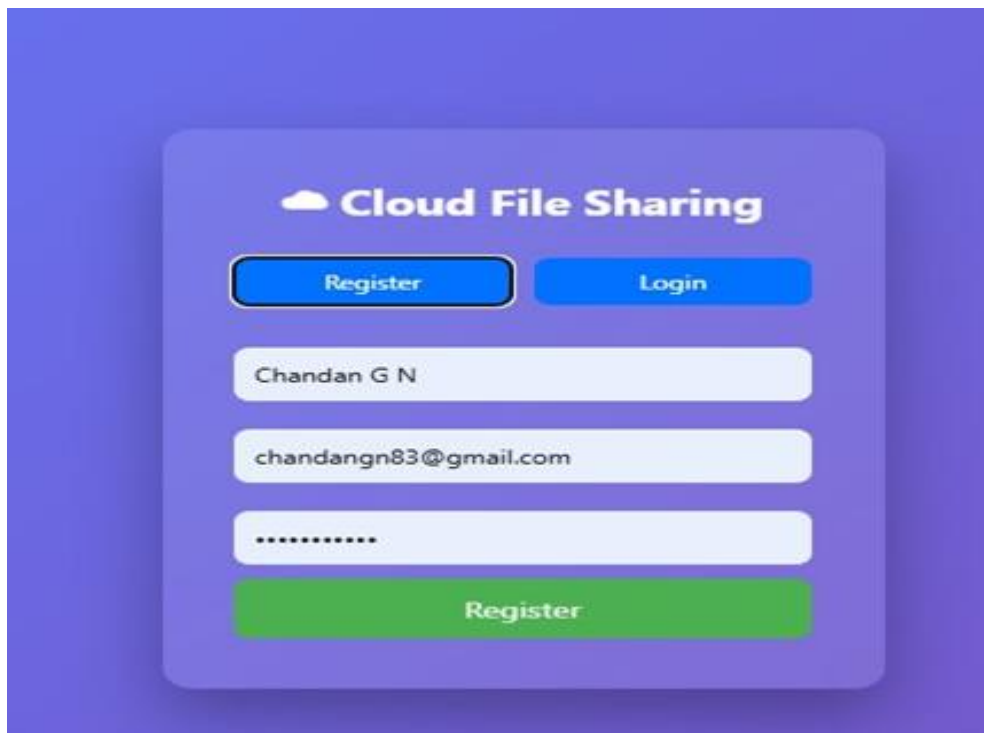 Cloud File Sharing
Register Login
Chandan G N
chandangn83@gmail.com
•••••••••••
Register